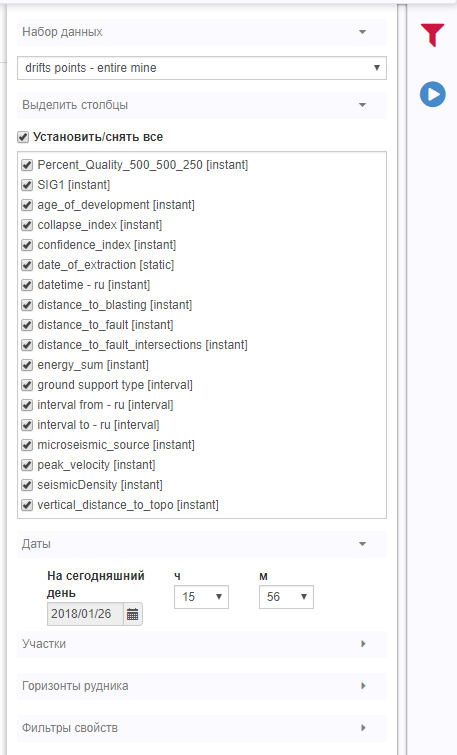 Набор данных
drifts points - entire mine
Выделить столбцы
Установить/снять все
Percent_Quality_500_500_250 [instant]
SIG1 [instant]
age_of_development [instant]
collapse_index [instant]
confidence_index [instant]
date_of_extraction [static]
datetime - ru [instant]
distance_to_blasting [instant]
distance_to_fault [instant]
distance_to_fault_intersections [instant]
energy_sum [instant]
ground support type [interval]
interval from - ru [interval]
interval to - ru [interval]
microseismic_source [instant]
peak_velocity [instant]
seismicDensity [instant]
vertical_distance_to_topo [instant]
Даты
На сегодняшний день
ч
м
2018/01/26
15
56
Участки
Горизонты рудника
Фильтры свойств